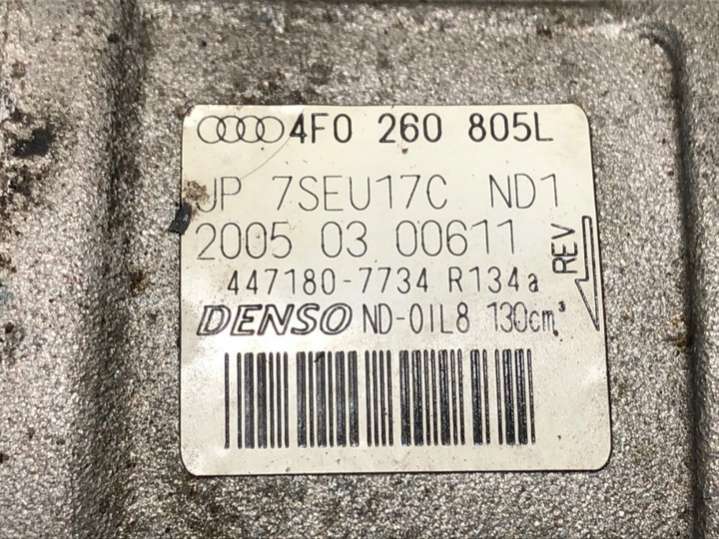 4F0 260 805L
JP 7SEU17C ND1
2005 03 00611
REV
447180-7734 R134a
DENSO ND-OIL8 130cm³